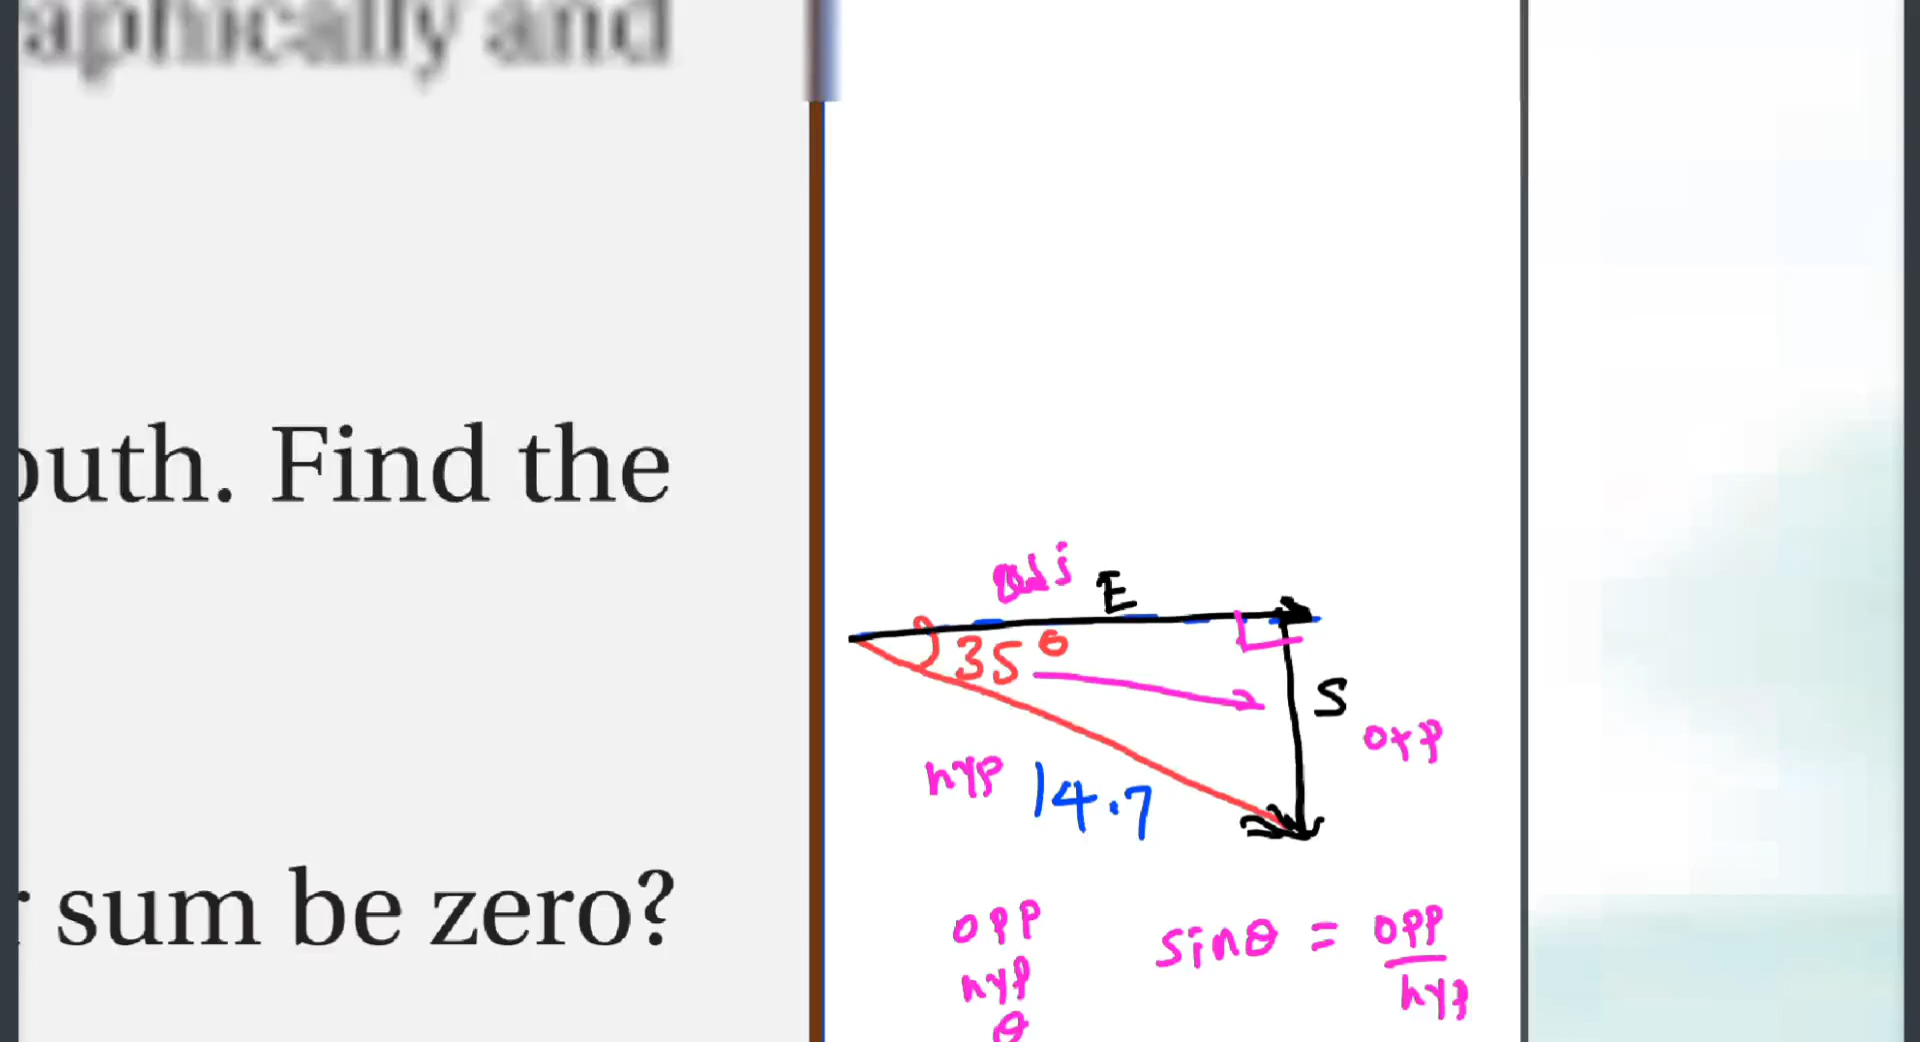 aphically and
outh. Find the
sum be zero?
adj
E
35°
S
opp
hyp
14.7
opp
hyp
θ
sinθ = opp
hyp